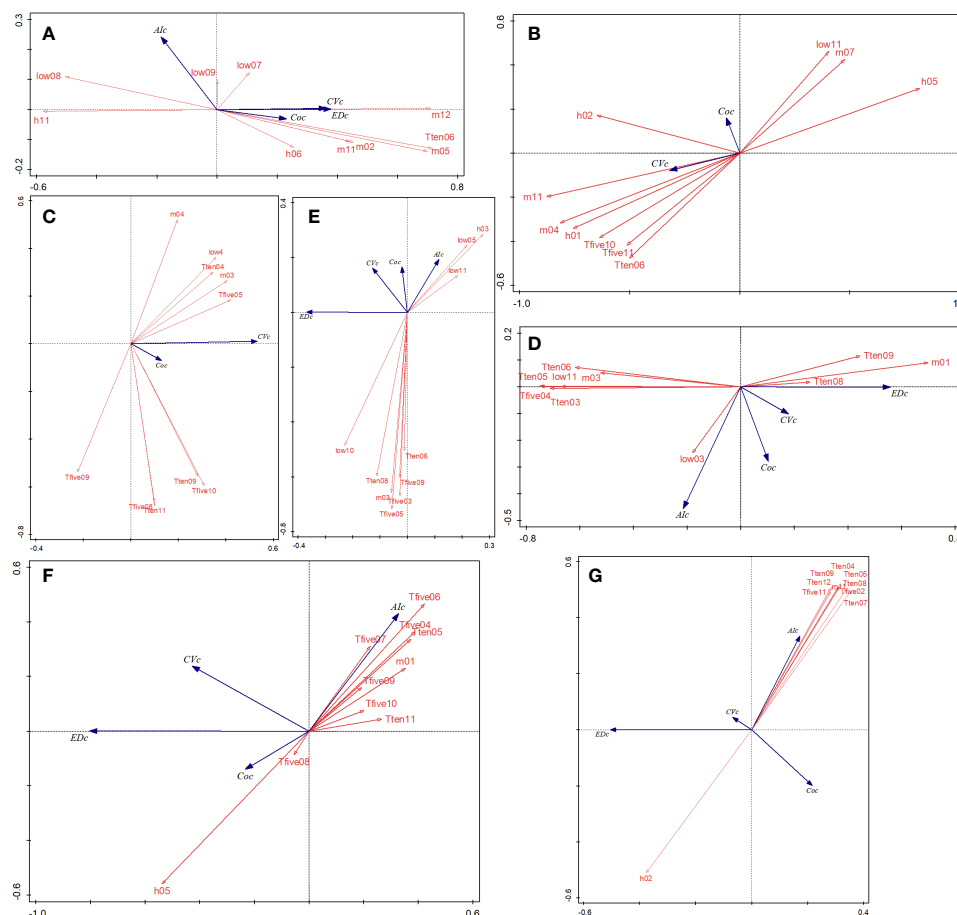 A
0.3
-0.2
-0.6
0.8
AIc
low08
low09
low07
h11
CVc
EDc
Coc
m12
h06
m11
m02
Tten06
m05
B
0.6
-0.6
-1.0
1
low11
m07
h05
h02
Coc
CVc
m11
m04
h01
Tfive10
Tfive11
Tten06
C
0.6
-0.8
-0.4
0.6
m04
low4
Tten04
m03
Tfive05
CVc
Coc
Tfive09
Tten09
Tfive10
Tten11
E
0.4
-0.8
0.3
h03
low05
low11
AIc
Coc
CVc
EDc
low10
Tten06
Tten08
Tfive09
m03
Tfive03
Tfive05
D
0.2
-0.5
-0.8
Tten09
m01
Tten08
EDc
Tten06
m03
Tten05
low11
Tfive04
Tten03
CVc
Coc
low03
AIc
F
0.6
-0.6
-1.0
0.6
Tfive06
AIc
Tfive04
Tten05
Tfive07
m01
CVc
Tfive09
Tfive10
Tten11
EDc
Coc
Tfive08
h05
G
0.6
-0.6
-0.6
0.4
Tten04
Tten09
Tten05
Tten12
Tten08
Tfive11
Tfive02
Tten07
AIc
CVc
EDc
Coc
h02